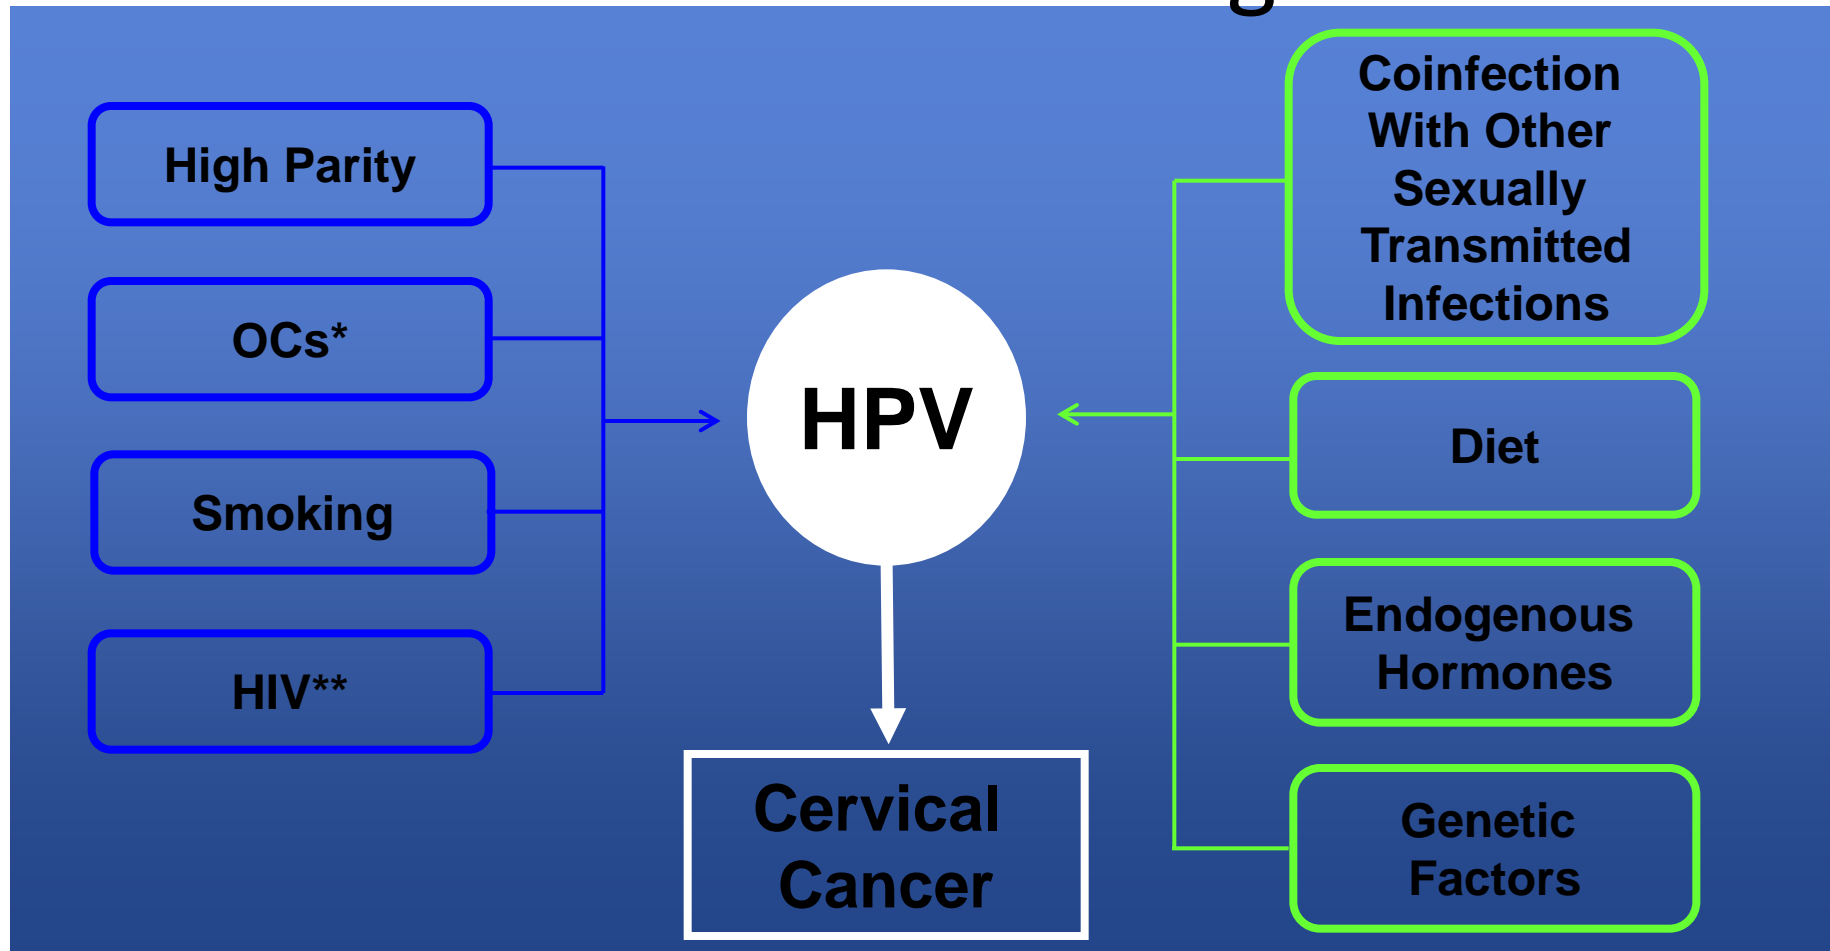 High Parity
OCs*
Smoking
HIV**
HPV
Cervical
Cancer
Coinfection
With Other
Sexually
Transmitted
Infections
Diet
Endogenous
Hormones
Genetic
Factors